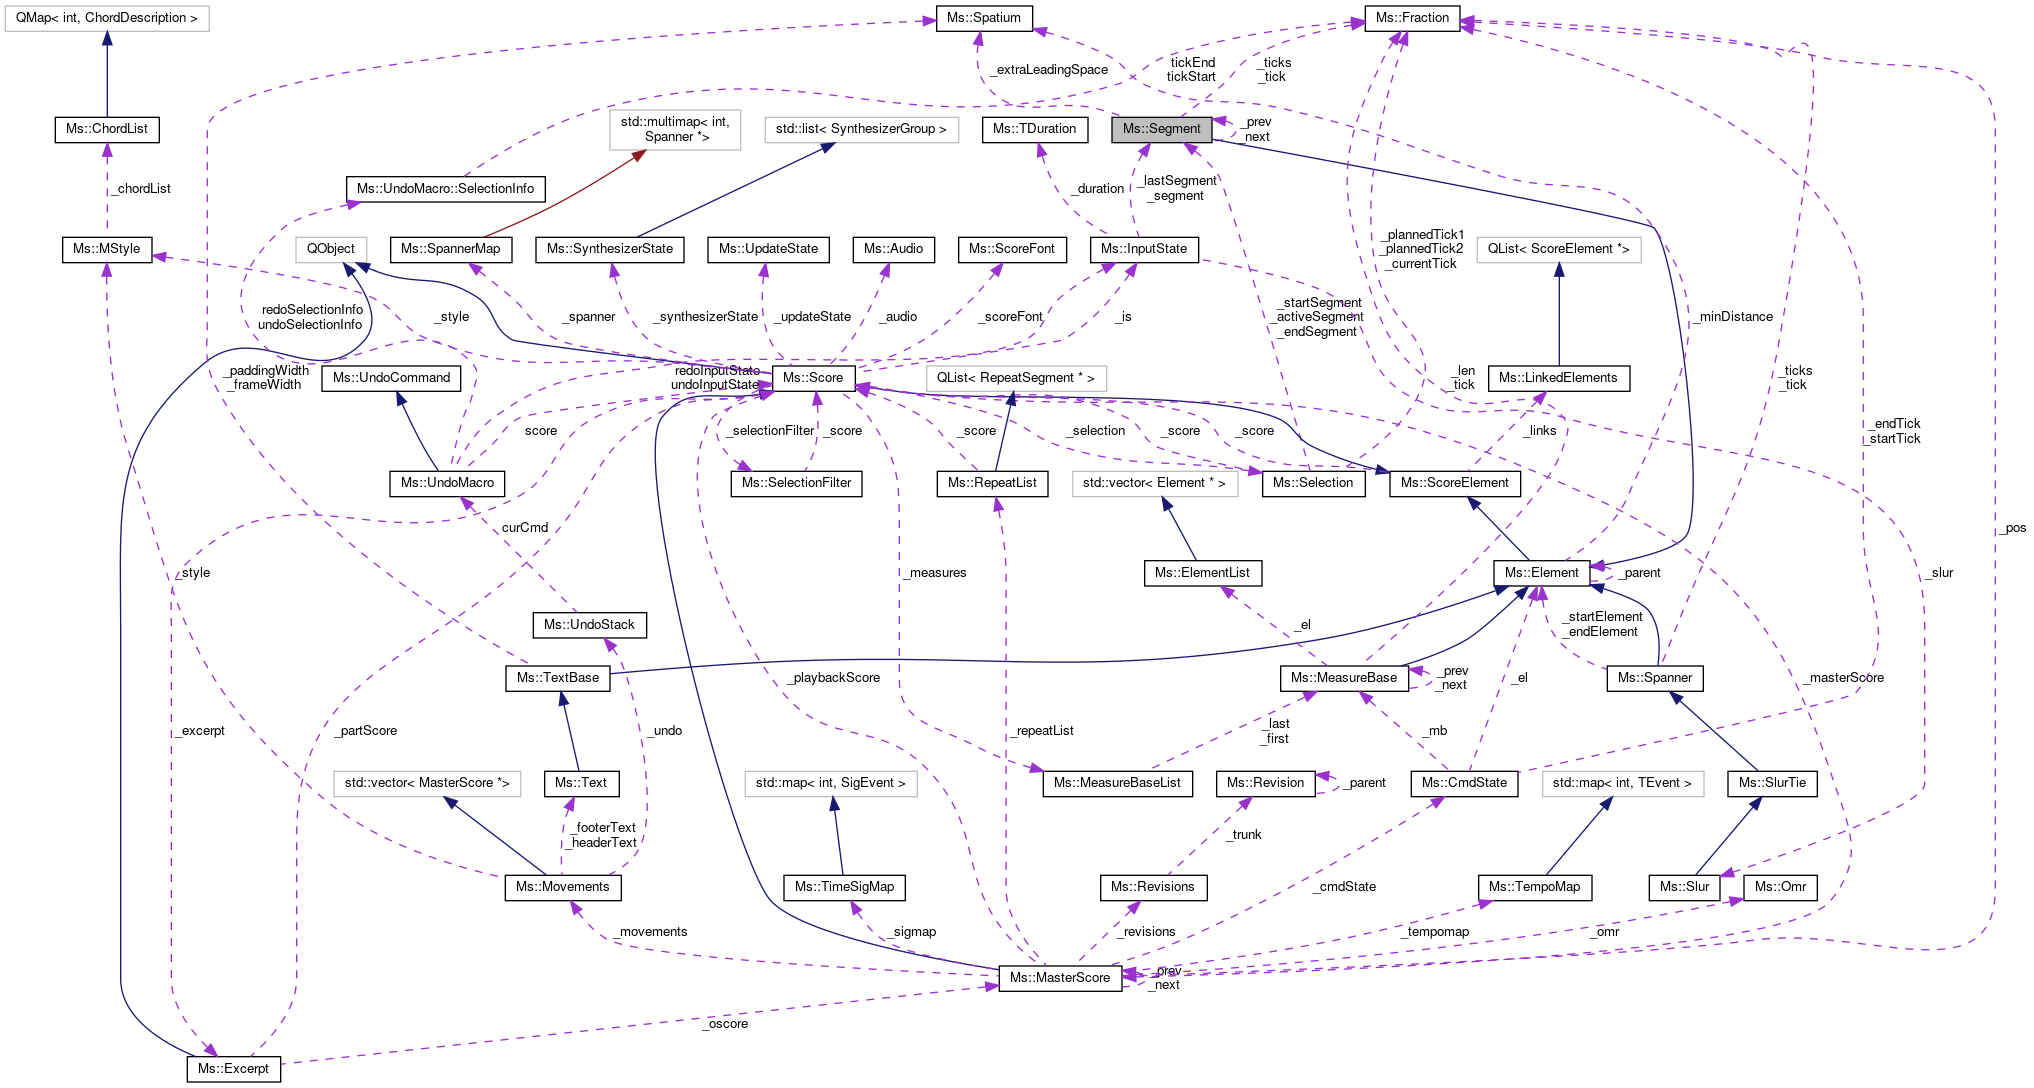 QMap< int, ChordDescription >
Ms::Spatium
Ms::Fraction
_extraLeadingSpace
tickEnd
tickStart
_ticks
_tick
Ms::ChordList
std::multimap< int,
Spanner *>
std::list< SynthesizerGroup >
Ms::TDuration
Ms::Segment
_prev
_next
_chordList
Ms::UndoMacro::SelectionInfo
_duration
_lastSegment
_segment
Ms::MStyle
QObject
Ms::SpannerMap
Ms::SynthesizerState
Ms::UpdateState
Ms::Audio
Ms::ScoreFont
Ms::InputState
_plannedTick1
_plannedTick2
_currentTick
QList< ScoreElement *>
redoSelectionInfo
undoSelectionInfo
_style
_spanner
_synthesizerState
_updateState
_audio
_scoreFont
_is
_startSegment
_activeSegment
_endSegment
_minDistance
_paddingWidth
_frameWidth
Ms::UndoCommand
redoInputState
undoInputState
Ms::Score
QList< RepeatSegment * >
_len
_tick
Ms::LinkedElements
_ticks
_tick
score
_selectionFilter
_score
_score
_selection
_score
_score
_links
_endTick
_startTick
Ms::UndoMacro
Ms::SelectionFilter
Ms::RepeatList
std::vector< Element * >
Ms::Selection
Ms::ScoreElement
curCmd
_pos
_style
_measures
Ms::ElementList
Ms::Element
_parent
_slur
Ms::UndoStack
_el
_startElement
_endElement
Ms::TextBase
_playbackScore
Ms::MeasureBase
_prev
_next
_el
Ms::Spanner
_masterScore
_excerpt
_partScore
_undo
_repeatList
_last
_first
_mb
std::vector< MasterScore *>
Ms::Text
std::map< int, SigEvent >
Ms::MeasureBaseList
Ms::Revision
_parent
Ms::CmdState
std::map< int, TEvent >
Ms::SlurTie
_footerText
_headerText
_trunk
Ms::Movements
Ms::TimeSigMap
Ms::Revisions
_cmdState
Ms::TempoMap
Ms::Slur
Ms::Omr
_movements
_sigmap
_revisions
_tempomap
_omr
Ms::MasterScore
_prev
_next
_oscore
Ms::Excerpt